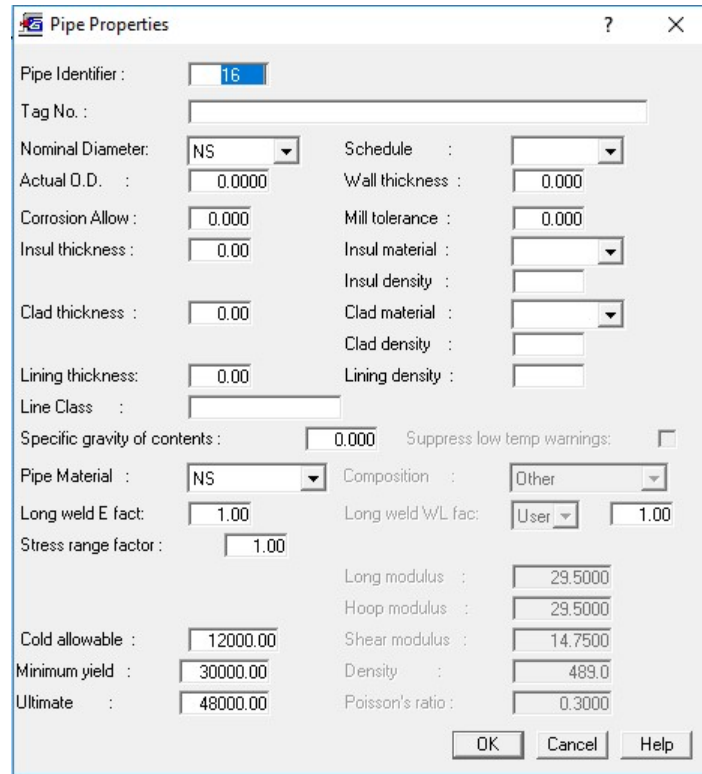 Pipe Properties ? ×
Pipe Identifier : 16
Tag No. :
Nominal Diameter: NS Schedule :
Actual O.D. : 0.0000 Wall thickness : 0.000
Corrosion Allow : 0.000 Mill tolerance : 0.000
Insul thickness : 0.00 Insul material :
Insul density :
Clad thickness : 0.00 Clad material :
Clad density :
Lining thickness: 0.00 Lining density :
Line Class :
Specific gravity of contents : 0.000 Suppress low temp warnings:
Pipe Material : NS Composition : Other
Long weld E fact: 1.00 Long weld WL fac: User 1.00
Stress range factor : 1.00
Long modulus : 29.5000
Hoop modulus : 29.5000
Cold allowable : 12000.00 Shear modulus : 14.7500
Minimum yield : 30000.00 Density : 489.0
Ultimate : 48000.00 Poisson's ratio : 0.3000
OK Cancel Help